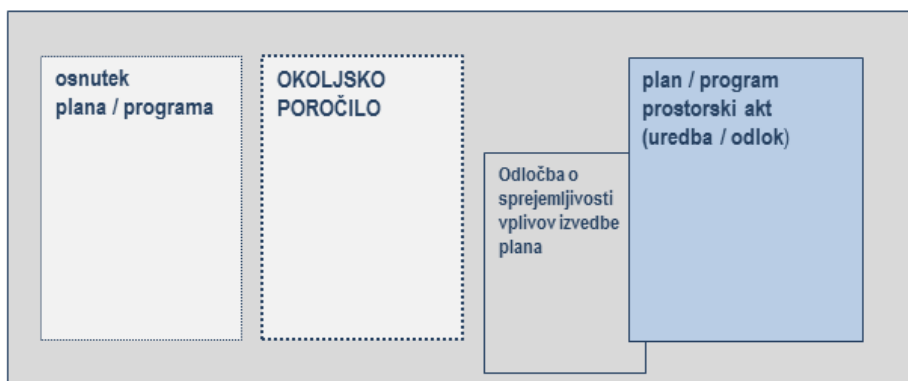 osnutek
plana / programa
OKOLJSKO
POROČILO
Odločba o
sprejemljivosti
vplivov izvedbe
plana
plan / program
prostorski akt
(uredba / odlok)